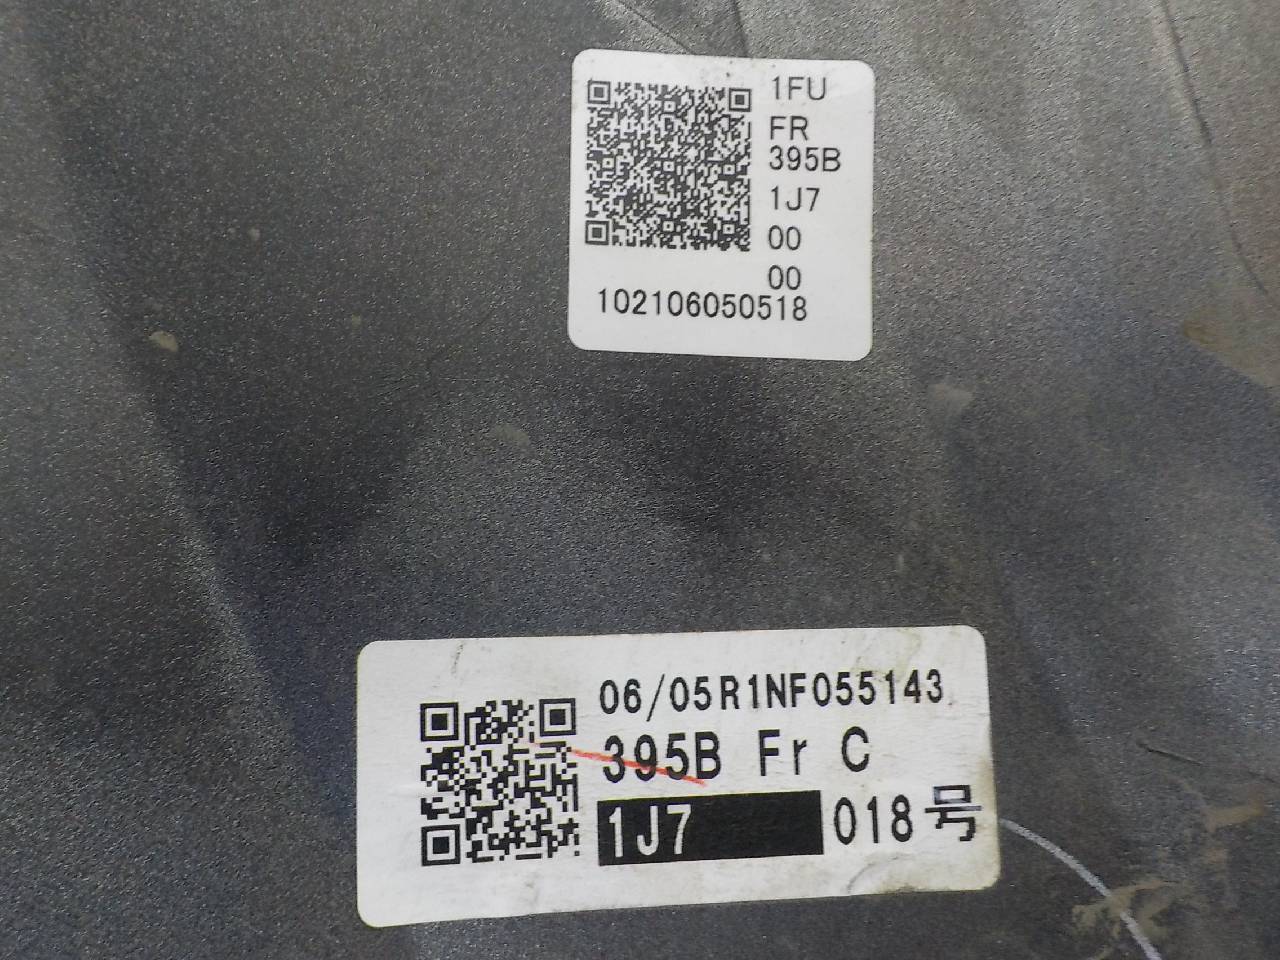 1FU
FR
395B
1J7
00
00
102106050518
06/05R1NF055143
395B Fr C
1J7 018号